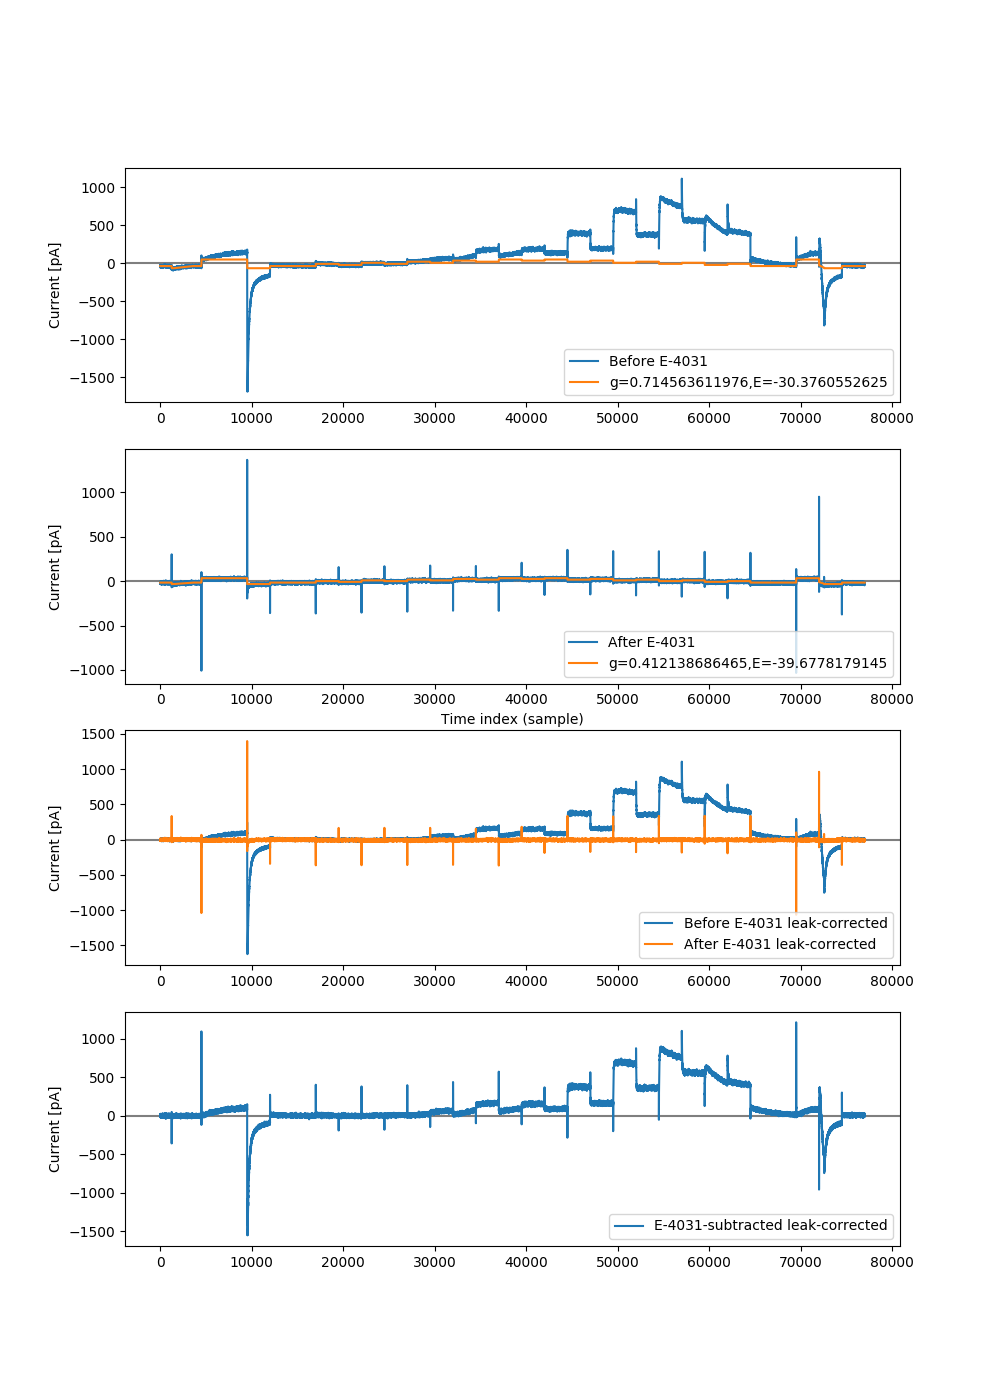 1000
500
0
−500
−1000
−1500
Current [pA]
Before E-4031
g=0.714563611976,E=-30.3760552625
0 10000 20000 30000 40000 50000 60000 70000 80000
1000
500
0
−500
−1000
Current [pA]
After E-4031
g=0.412138686465,E=-39.6778179145
0 10000 20000 30000 40000 50000 60000 70000 80000
Time index (sample)
1500
1000
500
0
−500
−1000
−1500
Current [pA]
Before E-4031 leak-corrected
After E-4031 leak-corrected
0 10000 20000 30000 40000 50000 60000 70000 80000
1000
500
0
−500
−1000
−1500
Current [pA]
E-4031-subtracted leak-corrected
0 10000 20000 30000 40000 50000 60000 70000 80000